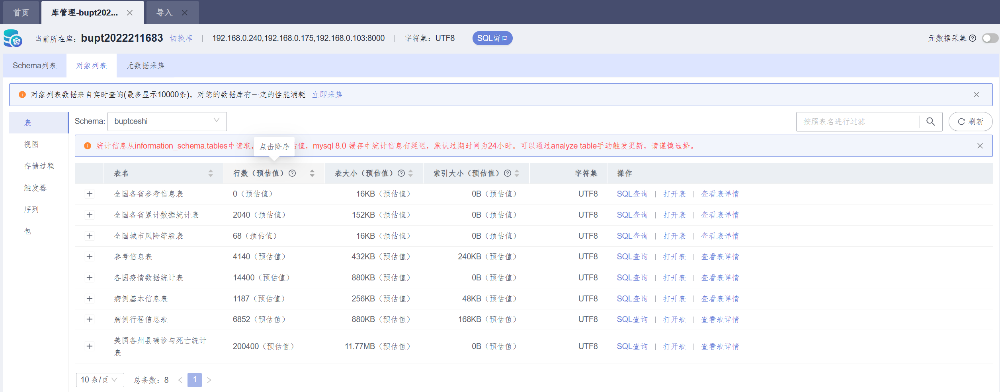 首页
库管理-bupt202...
导入
当前所在库：bupt2022211683 切换库 192.168.0.240,192.168.0.175,192.168.0.103:8000 字符集：UTF8 SQL窗口 元数据采集
Schema列表 对象列表 元数据采集
对象列表数据来自实时查询(最多显示10000条)，对您的数据库有一定的性能消耗 立即采集
表
视图
存储过程
触发器
序列
包
Schema: buptceshi 按照表名进行过滤 刷新
统计信息从information_schema.tables中读取， 估值，mysql 8.0 缓存中统计信息有延迟，默认过期时间为24小时。可以通过analyze table手动触发更新，请谨慎选择。
点击降序
表名 行数（预估值） 表大小（预估值） 索引大小（预估值） 字符集 操作
全国各省参考信息表 0（预估值） 16KB（预估值） 0B（预估值） UTF8 SQL查询 打开表 查看表详情
全国各省累计数据统计表 2040（预估值） 152KB（预估值） 0B（预估值） UTF8 SQL查询 打开表 查看表详情
全国城市风险等级表 68（预估值） 16KB（预估值） 0B（预估值） UTF8 SQL查询 打开表 查看表详情
参考信息表 4140（预估值） 432KB（预估值） 240KB（预估值） UTF8 SQL查询 打开表 查看表详情
各国疫情数据统计表 14400（预估值） 880KB（预估值） 0B（预估值） UTF8 SQL查询 打开表 查看表详情
病例基本信息表 1187（预估值） 256KB（预估值） 48KB（预估值） UTF8 SQL查询 打开表 查看表详情
病例行程信息表 6852（预估值） 880KB（预估值） 168KB（预估值） UTF8 SQL查询 打开表 查看表详情
美国各州县确诊与死亡统计
表 200400（预估值） 11.77MB（预估值） 0B（预估值） UTF8 SQL查询 打开表 查看表详情
10 条/页 总条数：8 < 1 >